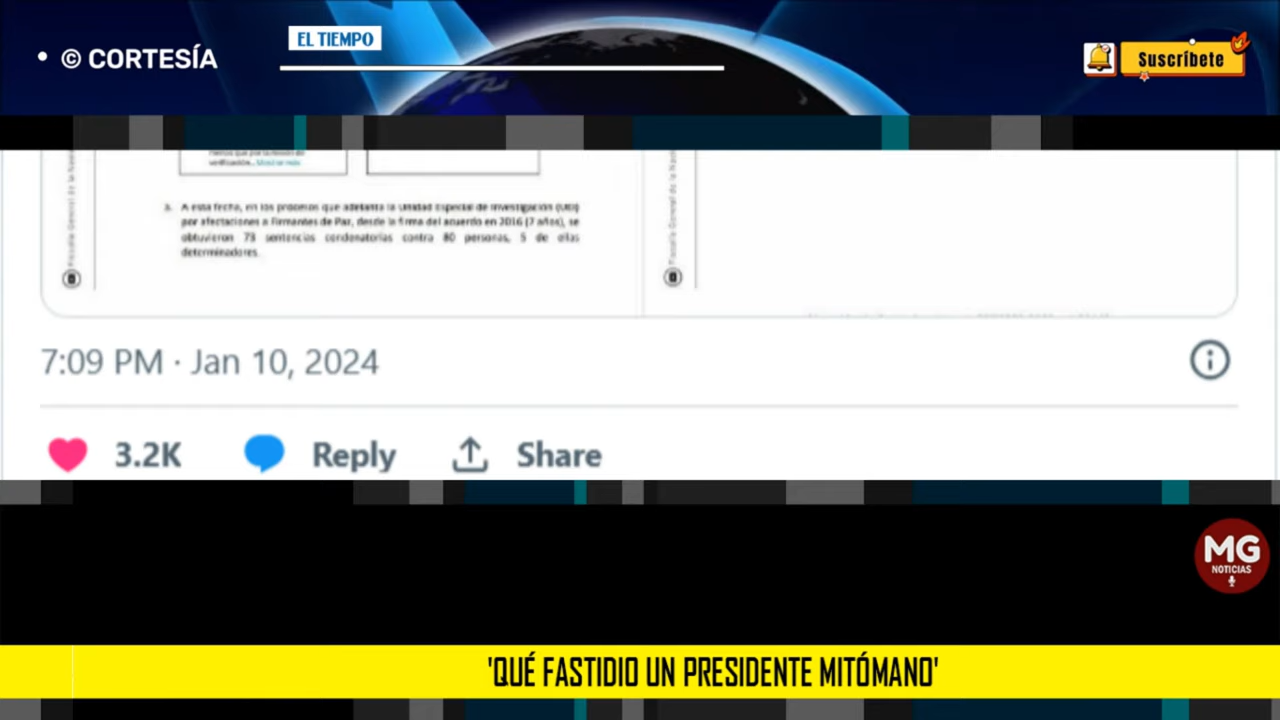 • © CORTESÍA
EL TIEMPO
Suscríbete
verificación... Mostrar más
3. A esta fecha, en los procesos que adelanta la Unidad Especial de Investigación (UEI)
por afectaciones a Firmantes de Paz, desde la firma del acuerdo en 2016 (7 años), se
obtuvieron 73 sentencias condenatorias contra 80 personas, 5 de ellas
determinadores.
7:09 PM · Jan 10, 2024
3.2K Reply Share
MG
NOTICIAS
'QUÉ FASTIDIO UN PRESIDENTE MITÓMANO'